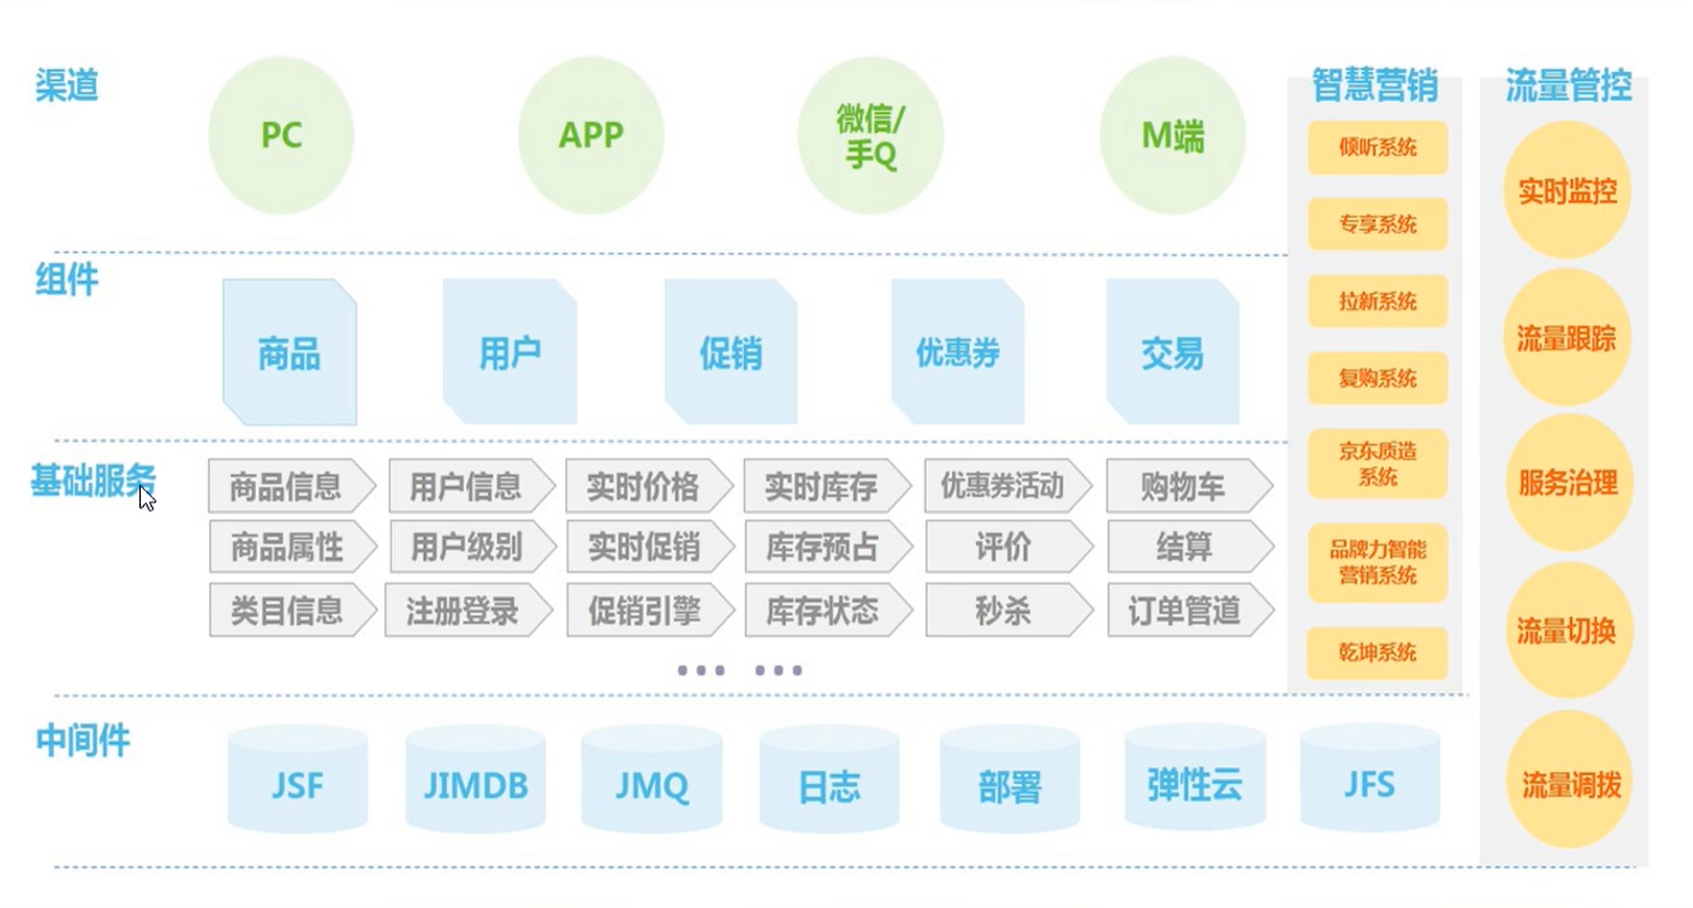 渠道
PC
APP
微信/
手Q
M端
组件
商品
用户
促销
优惠券
交易
基础服务
商品信息
用户信息
实时价格
实时库存
优惠券活动
购物车
商品属性
用户级别
实时促销
库存预占
评价
结算
类目信息
注册登录
促销引擎
库存状态
秒杀
订单管道
... ...
中间件
JSF
JIMDB
JMQ
日志
部署
弹性云
JFS
智慧营销
倾听系统
专享系统
拉新系统
复购系统
京东质造
系统
品牌力智能
营销系统
乾坤系统
流量管控
实时监控
流量跟踪
服务治理
流量切换
流量调拨